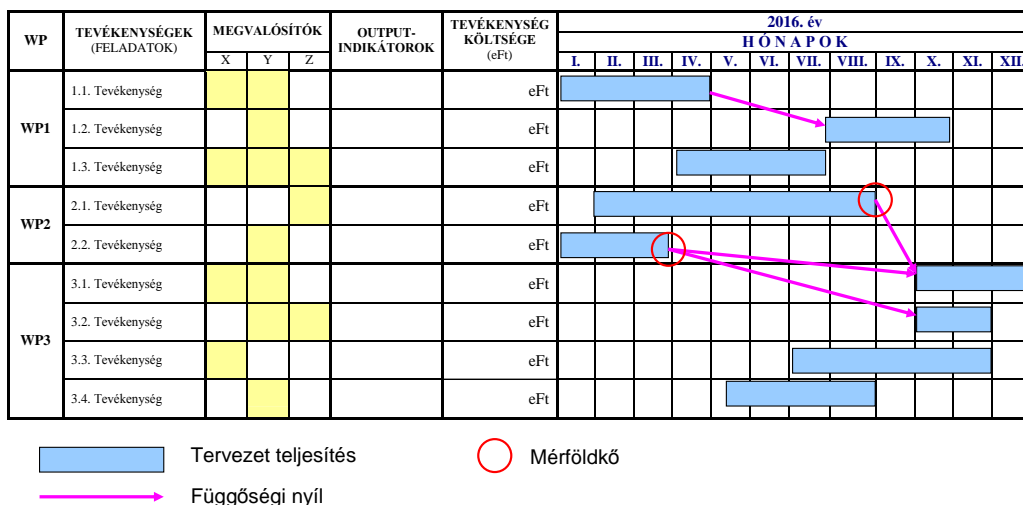 WP
TEVÉKENYSÉGEK
(FELADATOK)
MEGVALÓSÍTÓK
X Y Z
OUTPUT-
INDIKÁTOROK
TEVÉKENYSÉG
KÖLTSÉGE
(eFt)
2016. év
H Ó N A P O K
I. II. III. IV. V. VI. VII. VIII. IX. X. XI. XII.
WP1
1.1. Tevékenység eFt
1.2. Tevékenység eFt
1.3. Tevékenység eFt
WP2
2.1. Tevékenység eFt
2.2. Tevékenység eFt
WP3
3.1. Tevékenység eFt
3.2. Tevékenység eFt
3.3. Tevékenység eFt
3.4. Tevékenység eFt
Tervezet teljesítés
Mérföldkő
Függőségi nyíl